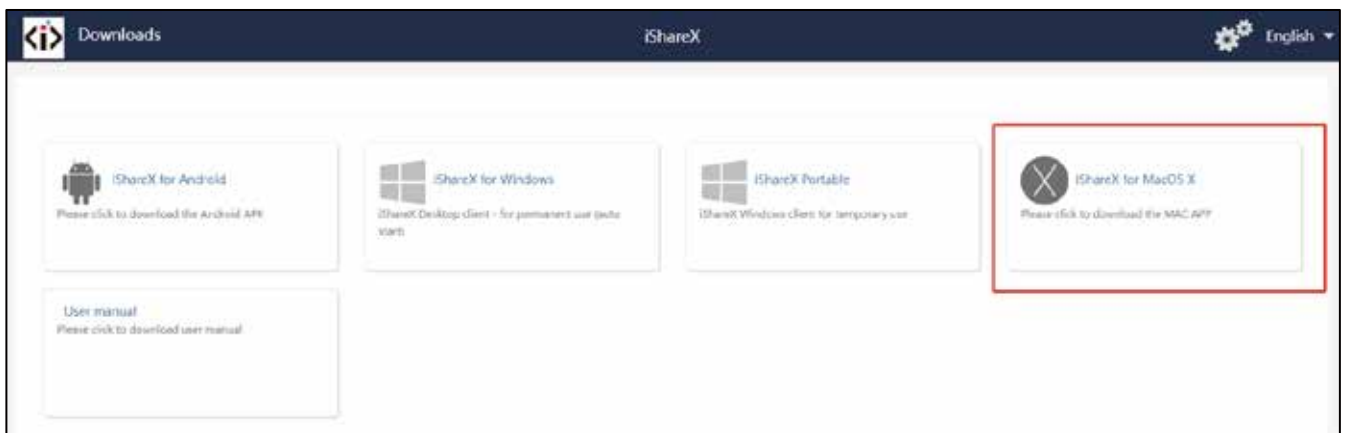 <i> Downloads
iShareX
English
iShareX for Android
Please click to download the Android APK
iShareX for Windows
iShareX Desktop client - for permanent use (auto
start)
iShareX Portable
iShareX Windows client for temporary use
X
iShareX for MacOS X
Please click to download the MAC APP
User manual
Please click to download user manual